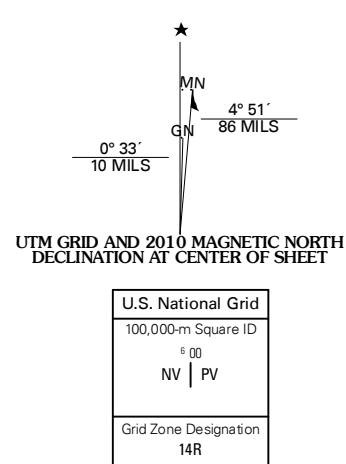 ★
MN
4° 51´
86 MILS
GN
0° 33´
10 MILS
UTM GRID AND 2010 MAGNETIC NORTH
DECLINATION AT CENTER OF SHEET
U.S. National Grid
100,000-m Square ID
⁶ 00
NV | PV
Grid Zone Designation
14R